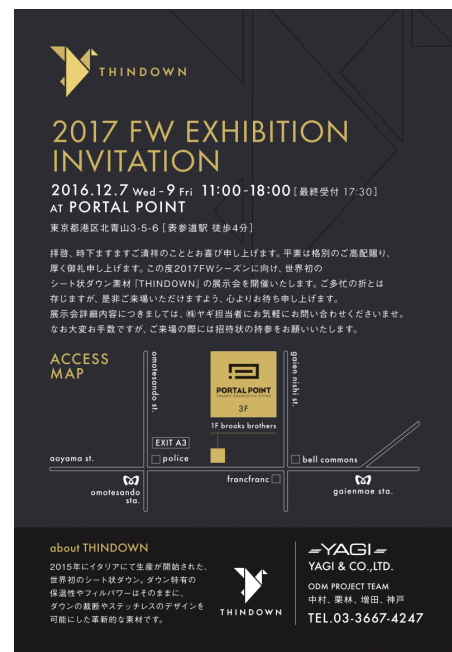 THINDOWN
2017 FW EXHIBITION
INVITATION
2016.12.7 Wed - 9 Fri 11:00-18:00 [最終受付 17:30]
AT PORTAL POINT
東京都港区北青山3-5-6 [表参道駅 徒歩4分]
拝啓、時下ますますご清祥のこととお喜び申し上げます。平素は格別のご高配賜り、
厚く御礼申し上げます。この度2017FWシーズンに向け、世界初の
シート状ダウン素材『THINDOWN』の展示会を開催いたします。ご多忙の折とは
存じますが、是非ご来場いただけますよう、心よりお待ち申し上げます。
展示会詳細内容につきましては、㈱ヤギ担当者にお気軽にお問い合わせくださいませ。
なお大変お手数ですが、ご来場の際には招待状の持参をお願いいたします。
ACCESS
MAP
omotesando st.
PORTAL POINT
TRANSIT GENERATION OFFICE
3F
1F brooks brothers
gaien nishi st.
EXIT A3
aoyama st.
police
bell commons
francfranc
omotesando
sta.
gaienmae sta.
about THINDOWN
2015年にイタリアにて生産が開始された、
世界初のシート状ダウン。ダウン特有の
保温性やフィルパワーはそのままに、
ダウンの裁断やステッチレスのデザインを
可能にした革新的な素材です。
THINDOWN
YAGI
YAGI & CO.,LTD.
ODM PROJECT TEAM
中村、栗林、増田、神戸
TEL.03-3667-4247